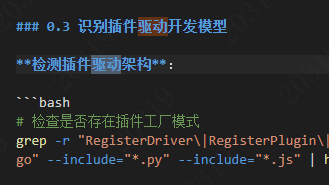 ### 0.3 识别插件驱动开发模型
**检测插件驱动架构**：
```bash
# 检查是否存在插件工厂模式
grep -r "RegisterDriver\|RegisterPlugin\|
go" --include="*.py" --include="*.js" | h